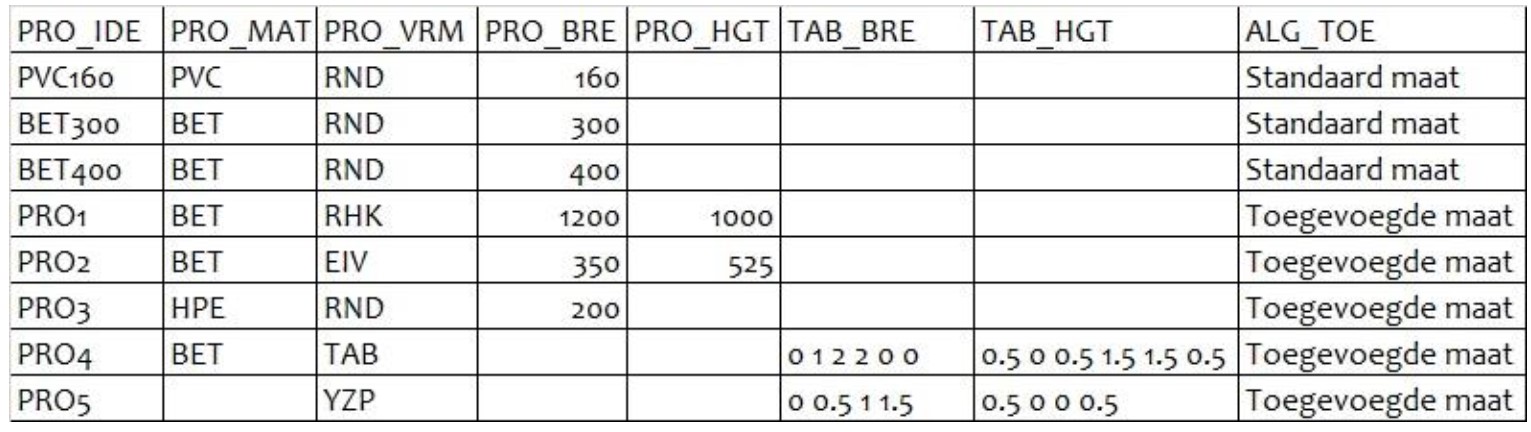 PRO_IDE PRO_MAT PRO_VRM PRO_BRE PRO_HGT TAB_BRE TAB_HGT ALG_TOE
PVC160 PVC RND 160 Standaard maat
BET300 BET RND 300 Standaard maat
BET400 BET RND 400 Standaard maat
PRO1 BET RHK 1200 1000 Toegevoegde maat
PRO2 BET EIV 350 525 Toegevoegde maat
PRO3 HPE RND 200 Toegevoegde maat
PRO4 BET TAB 0 1 2 2 0 0 0.5 0 0.5 1.5 1.5 0.5 Toegevoegde maat
PRO5 YZP 0 0.5 1 1.5 0.5 0 0 0.5 Toegevoegde maat